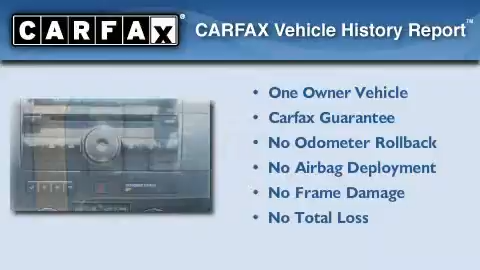 CARFAX®
CARFAX Vehicle History Report™
• One Owner Vehicle
• Carfax Guarantee
• No Odometer Rollback
• No Airbag Deployment
• No Frame Damage
• No Total Loss